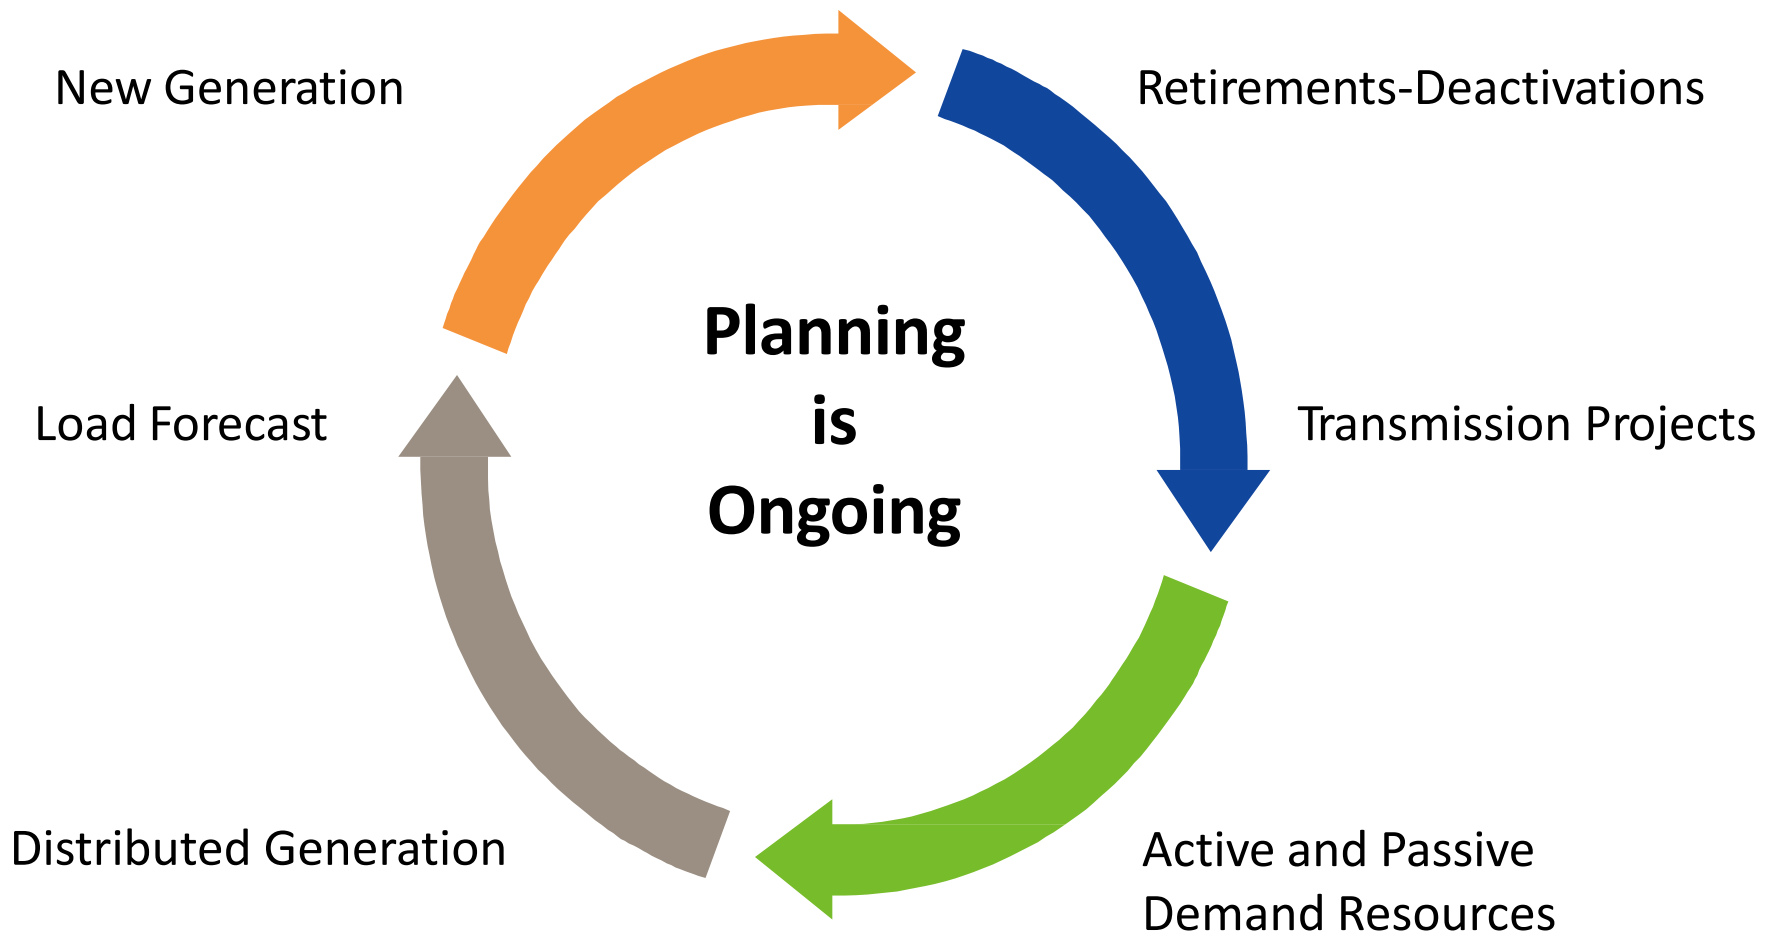 New Generation
Retirements-Deactivations
Planning
is
Ongoing
Load Forecast
Transmission Projects
Distributed Generation
Active and Passive
Demand Resources